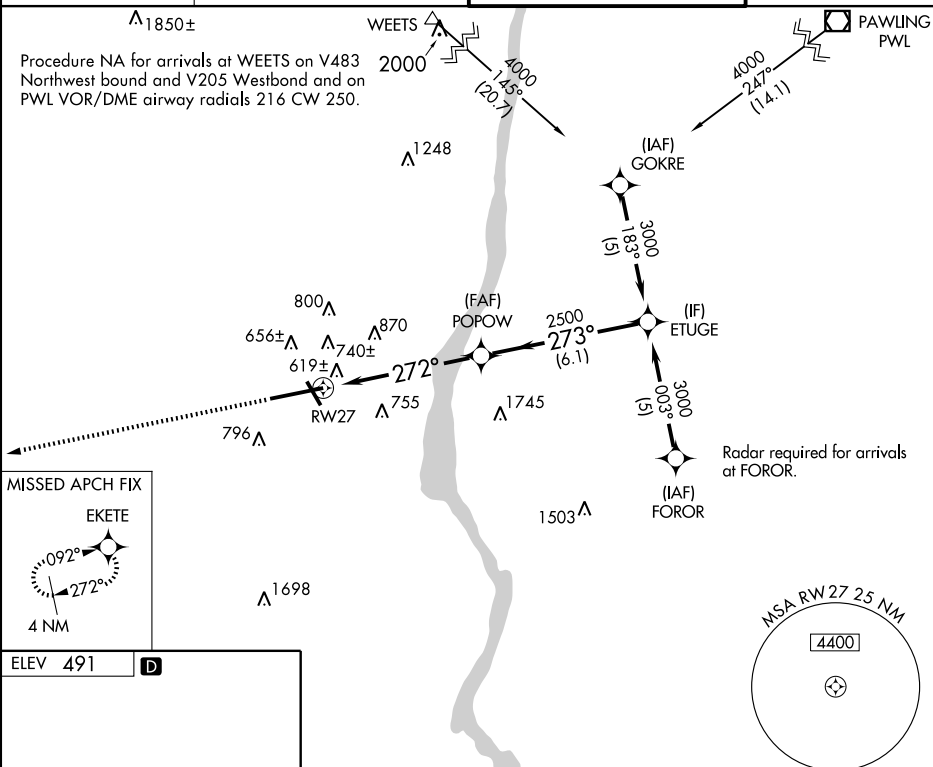 1850±
WEETS
2000
PAWLING
PWL
Procedure NA for arrivals at WEETS on V483
Northwest bound and V205 Westbond and on
PWL VOR/DME airway radials 216 CW 250.
4000
145°
(20.7)
4000
247°
(14.1)
1248
(IAF)
GOKRE
3000
183°
(5)
800
(FAF)
POPOW
2500
273°
(6.1)
(IF)
ETUGE
656±
870
740±
619±
272°
RW27
755
1745
796
3000
003°
(5)
Radar required for arrivals
at FOROR.
(IAF)
FOROR
MISSED APCH FIX
EKETE
092°
272°
4 NM
1503
1698
MSA RW27 25 NM
4400
ELEV 491
D